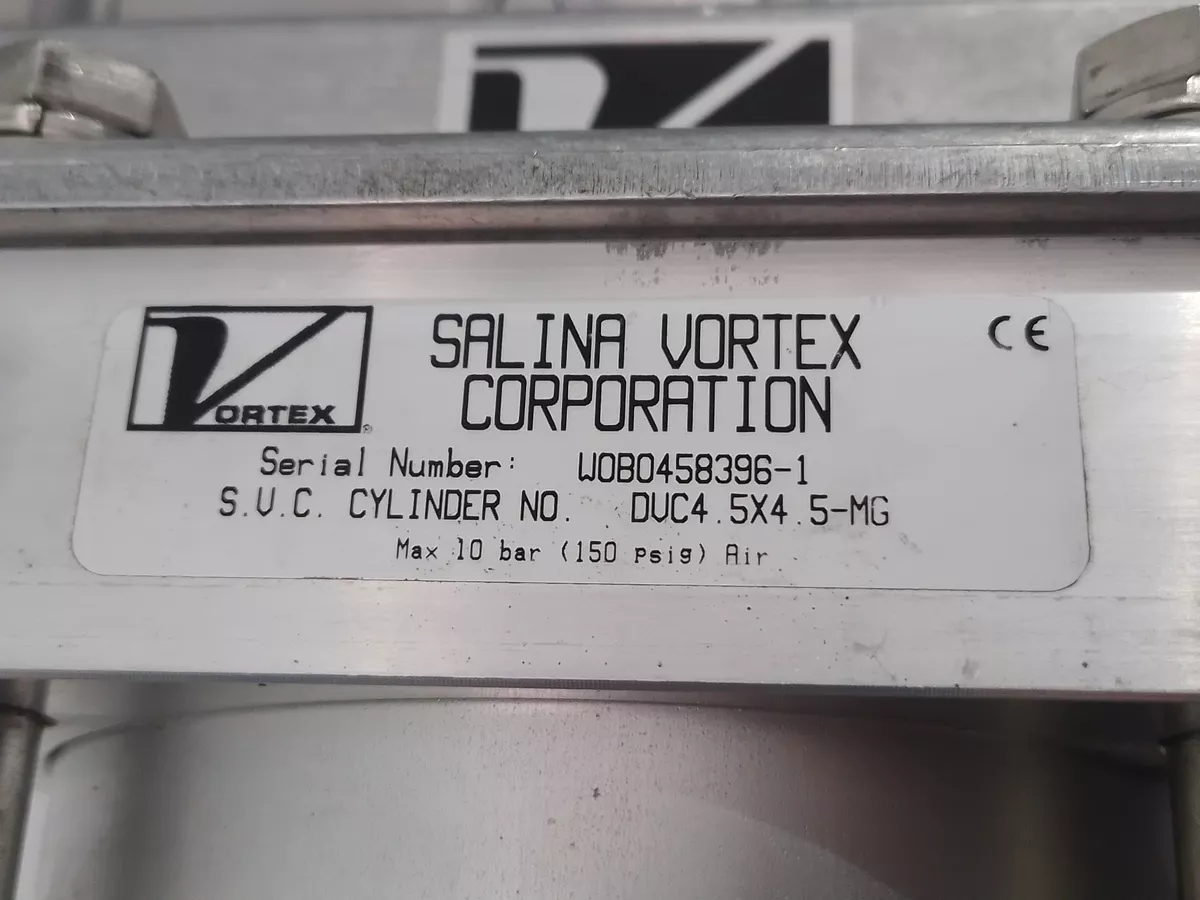 VORTEX
SALINA VORTEX
CORPORATION
CE
Serial Number: W0B0458396-1
S.V.C. CYLINDER NO. DVC4.5X4.5-MG
Max 10 bar (150 psig) Air